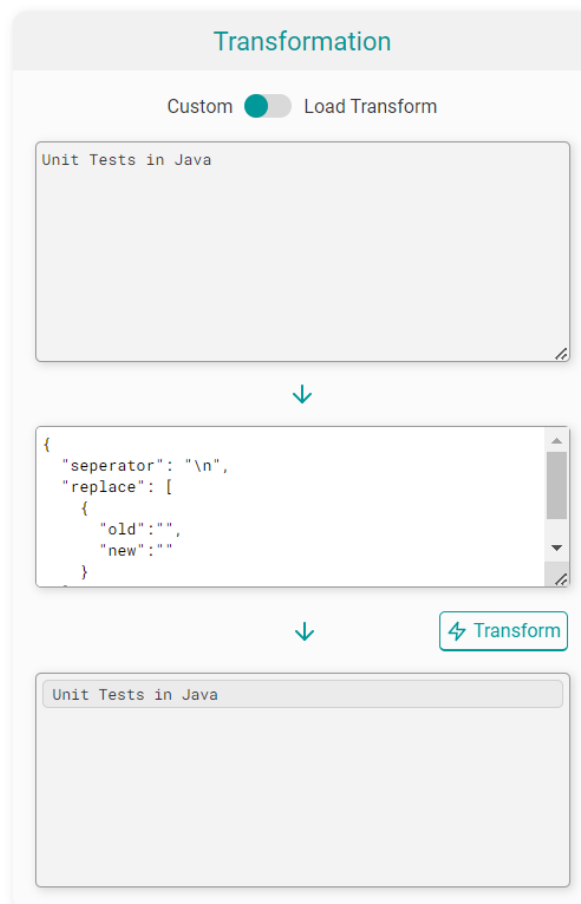 Transformation
Custom Load Transform
Unit Tests in Java
{
"seperator": "\n",
"replace": [
{
"old":"",
"new":""
}
Transform
Unit Tests in Java